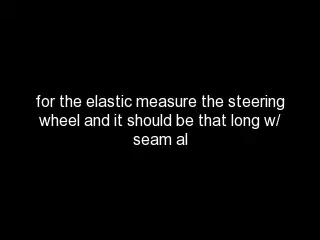 for the elastic measure the steering
wheel and it should be that long w/
seam al